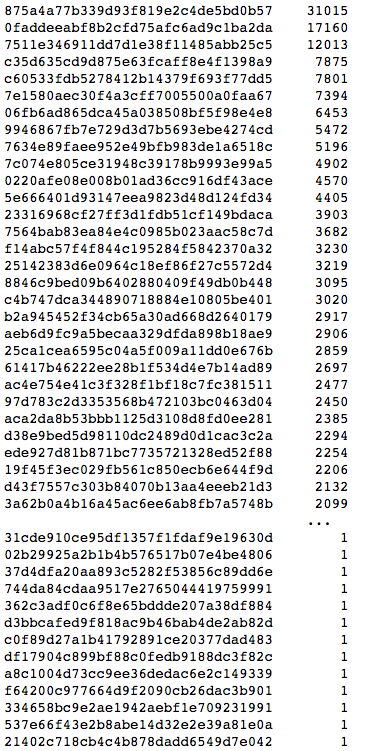 875a4a77b339d93f819e2c4de5bd0b57 31015
0faddeeabf8b2cfd75afc6ad9c1ba2da 17160
7511e346911dd7d1e38f11485abb25c5 12013
c35d635cd9d875e63fcaff8e4f1398a9 7875
c60533fdb5278412b14379f693f77dd5 7801
7e1580aec30f4a3cff7005500a0faa67 7394
06fb6ad865dca45a038508bf5f98e4e8 6453
9946867fb7e729d3d7b5693ebe4274cd 5472
7634e89faee952e49bfb983de1a6518c 5196
7c074e805ce31948c39178b9993e99a5 4902
0220afe08e008b01ad36cc916df43ace 4570
5e666401d93147eea9823d48d124fd34 4405
23316968cf27ff3d1fdb51cf149bdaca 3903
7564bab83ea84e4c0985b023aac58c7d 3682
f14abc57f4f844c195284f5842370a32 3230
25142383d6e0964c18ef86f27c5572d4 3219
8846c9bed09b6402880409f49db0b448 3095
c4b747dca344890718884e10805be401 3020
b2a945452f34cb65a30ad668d2640179 2917
aeb6d9fc9a5becaa329dfda898b18ae9 2906
25ca1cea6595c04a5f009a11dd0e676b 2859
61417b46222ee28b1f534d4e7b14ad89 2697
ac4e754e41c3f328f1bf18c7fc381511 2477
97d783c2d3353568b472103bc0463d04 2450
aca2da8b53bbb1125d3108d8fd0ee281 2385
d38e9bed5d98110dc2489d0d1cac3c2a 2294
ede927d81b871bc7735721328ed52f88 2254
19f45f3ec029fb561c850ecb6e644f9d 2206
d43f7557c303b84070b13aa4eeeb21d3 2132
3a62b0a4b16a45ac6ee6ab8fb7a5748b 2099
...
31cde910ce95df1357f1fdaf9e19630d 1
02b29925a2b1b4b576517b07e4be4806 1
37d4dfa20aa893c5282f53856c89dd6e 1
744da84cdaa9517e2765044419759991 1
362c3adf0c6f8e65bddde207a38df884 1
d3bbcafed9f818ac9b46bab4de2ab82d 1
c0f89d27a1b41792891ce20377dad483 1
df17904c899bf88c0fedb9188dc3f82c 1
a8c1004d73cc9ee36dedac6e2c149339 1
f64200c977664d9f2090cb26dac3b901 1
334658bc9e2ae1942aebf1e709231991 1
537e66f43e2b8abe14d32e2e39a81e0a 1
21402c718cb4c4b878dadd6549d7e042 1